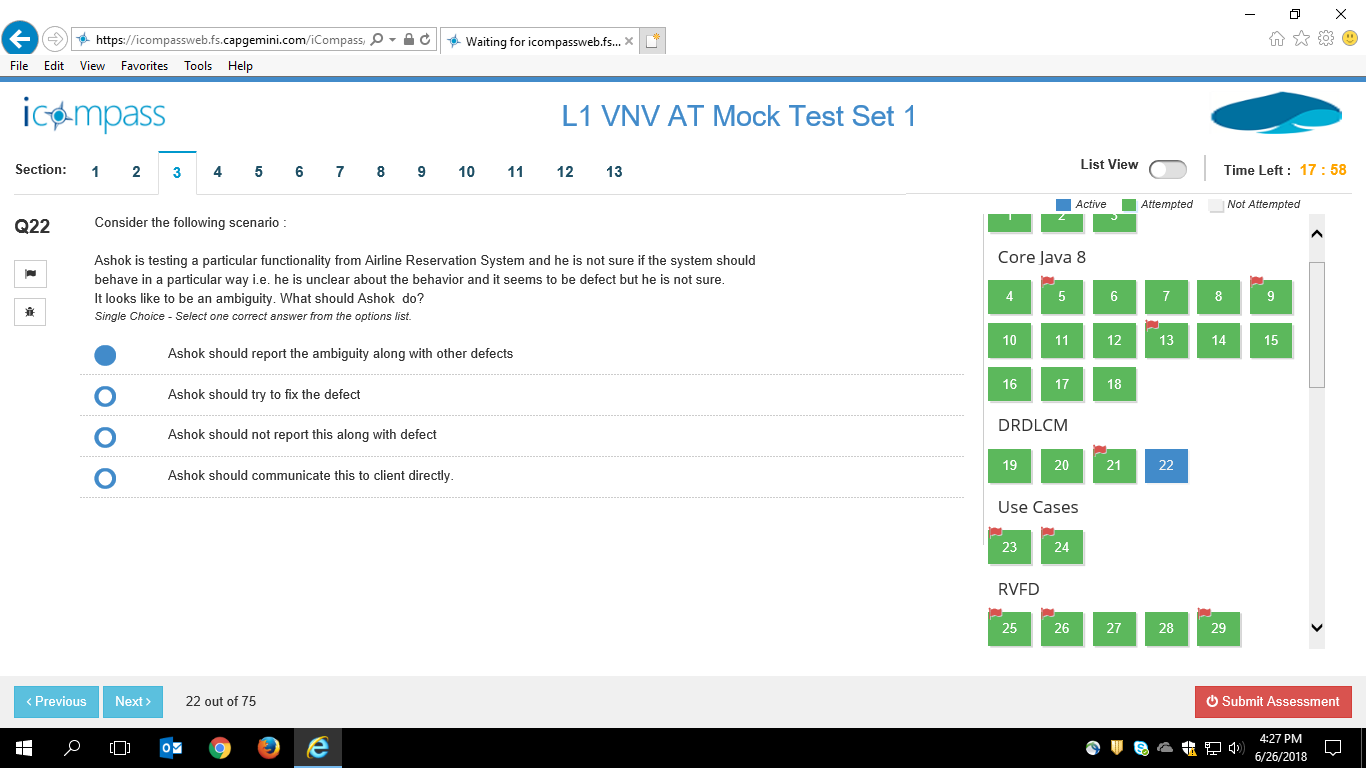 https://icompassweb.fs.capgemini.com/iCompass/
Waiting for icompassweb.fs...
File Edit View Favorites Tools Help
icompass
L1 VNV AT Mock Test Set 1
Section: 1 2 3 4 5 6 7 8 9 10 11 12 13
List View
Time Left : 17 : 58
Active Attempted Not Attempted
Q22
Consider the following scenario :
Ashok is testing a particular functionality from Airline Reservation System and he is not sure if the system should
behave in a particular way i.e. he is unclear about the behavior and it seems to be defect but he is not sure.
It looks like to be an ambiguity. What should Ashok do?
Single Choice - Select one correct answer from the options list.
Ashok should report the ambiguity along with other defects
Ashok should try to fix the defect
Ashok should not report this along with defect
Ashok should communicate this to client directly.
1 2 3
Core Java 8
4 5 6 7 8 9
10 11 12 13 14 15
16 17 18
DRDLCM
19 20 21 22
Use Cases
23 24
RVFD
25 26 27 28 29
Previous Next 22 out of 75
Submit Assessment
4:27 PM
6/26/2018